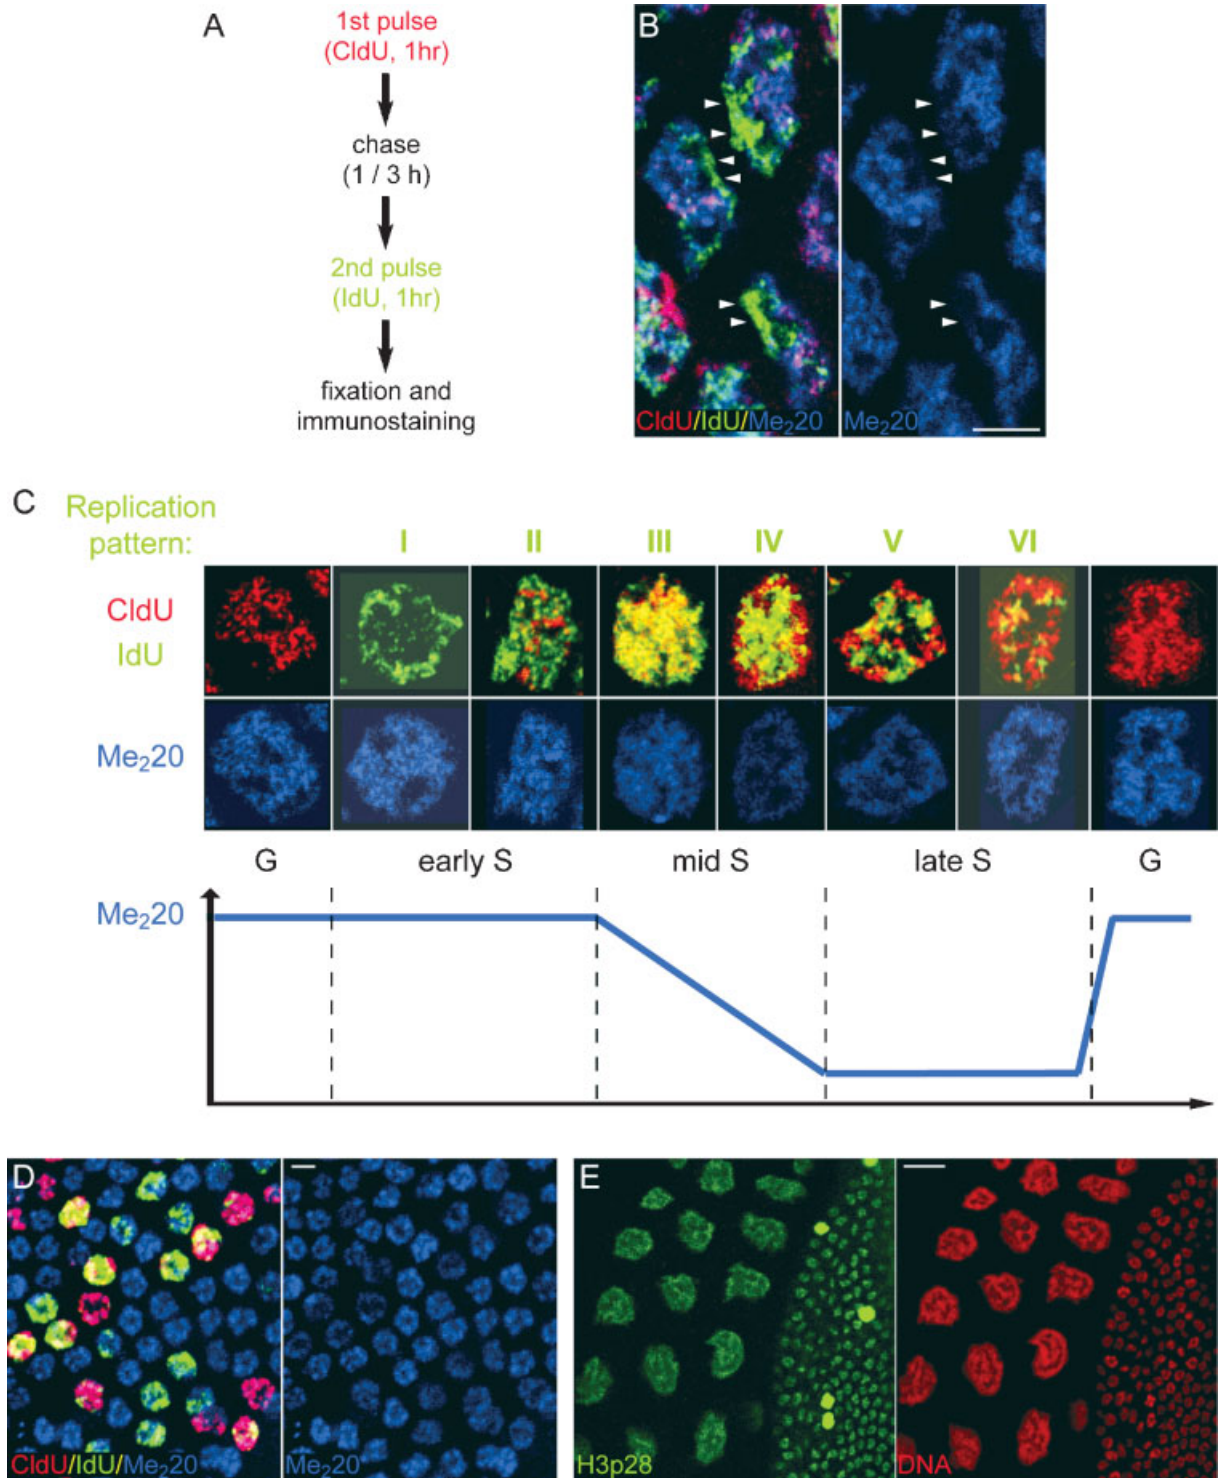 A
1st pulse
(CldU, 1hr)
chase
(1 / 3 h)
2nd pulse
(IdU, 1hr)
fixation and
immunostaining
B
CldU/IdU/Me₂20
Me₂20
C
Replication
pattern:
I II III IV V VI
CldU
IdU
Me₂20
G early S mid S late S G
Me₂20
D
CldU/IdU/Me₂20
Me₂20
E
H3p28
DNA